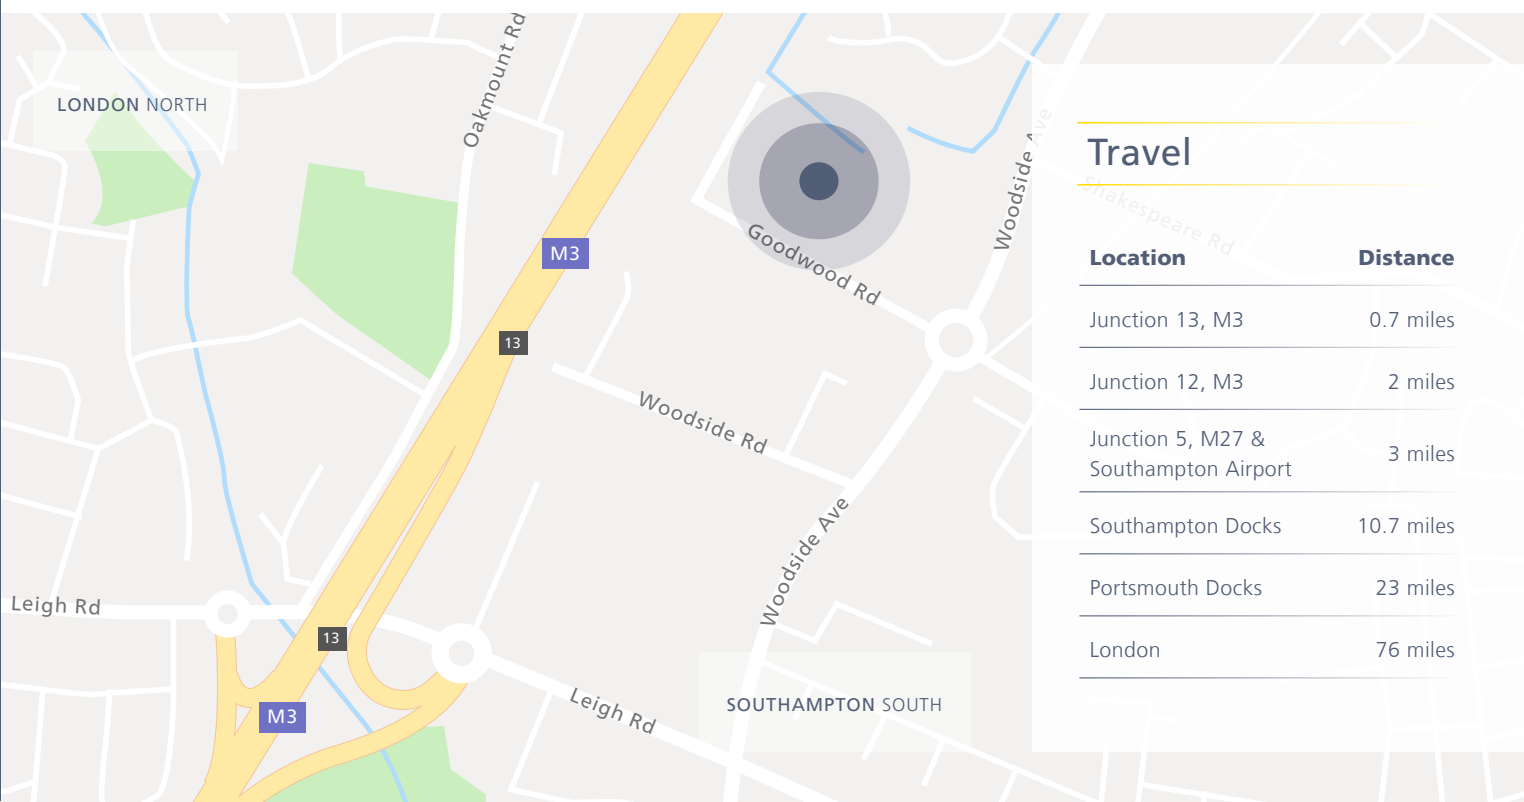 Oakmount Rd
LONDON NORTH
Woodside Ave
Travel
Shakespeare Rd
M3
Goodwood Rd
Location Distance
Junction 13, M3 0.7 miles
13
Junction 12, M3 2 miles
Woodside Rd
Junction 5, M27 &
Southampton Airport 3 miles
Southampton Docks 10.7 miles
Woodside Ave
Portsmouth Docks 23 miles
Leigh Rd
13
London 76 miles
SOUTHAMPTON SOUTH
M3
Leigh Rd